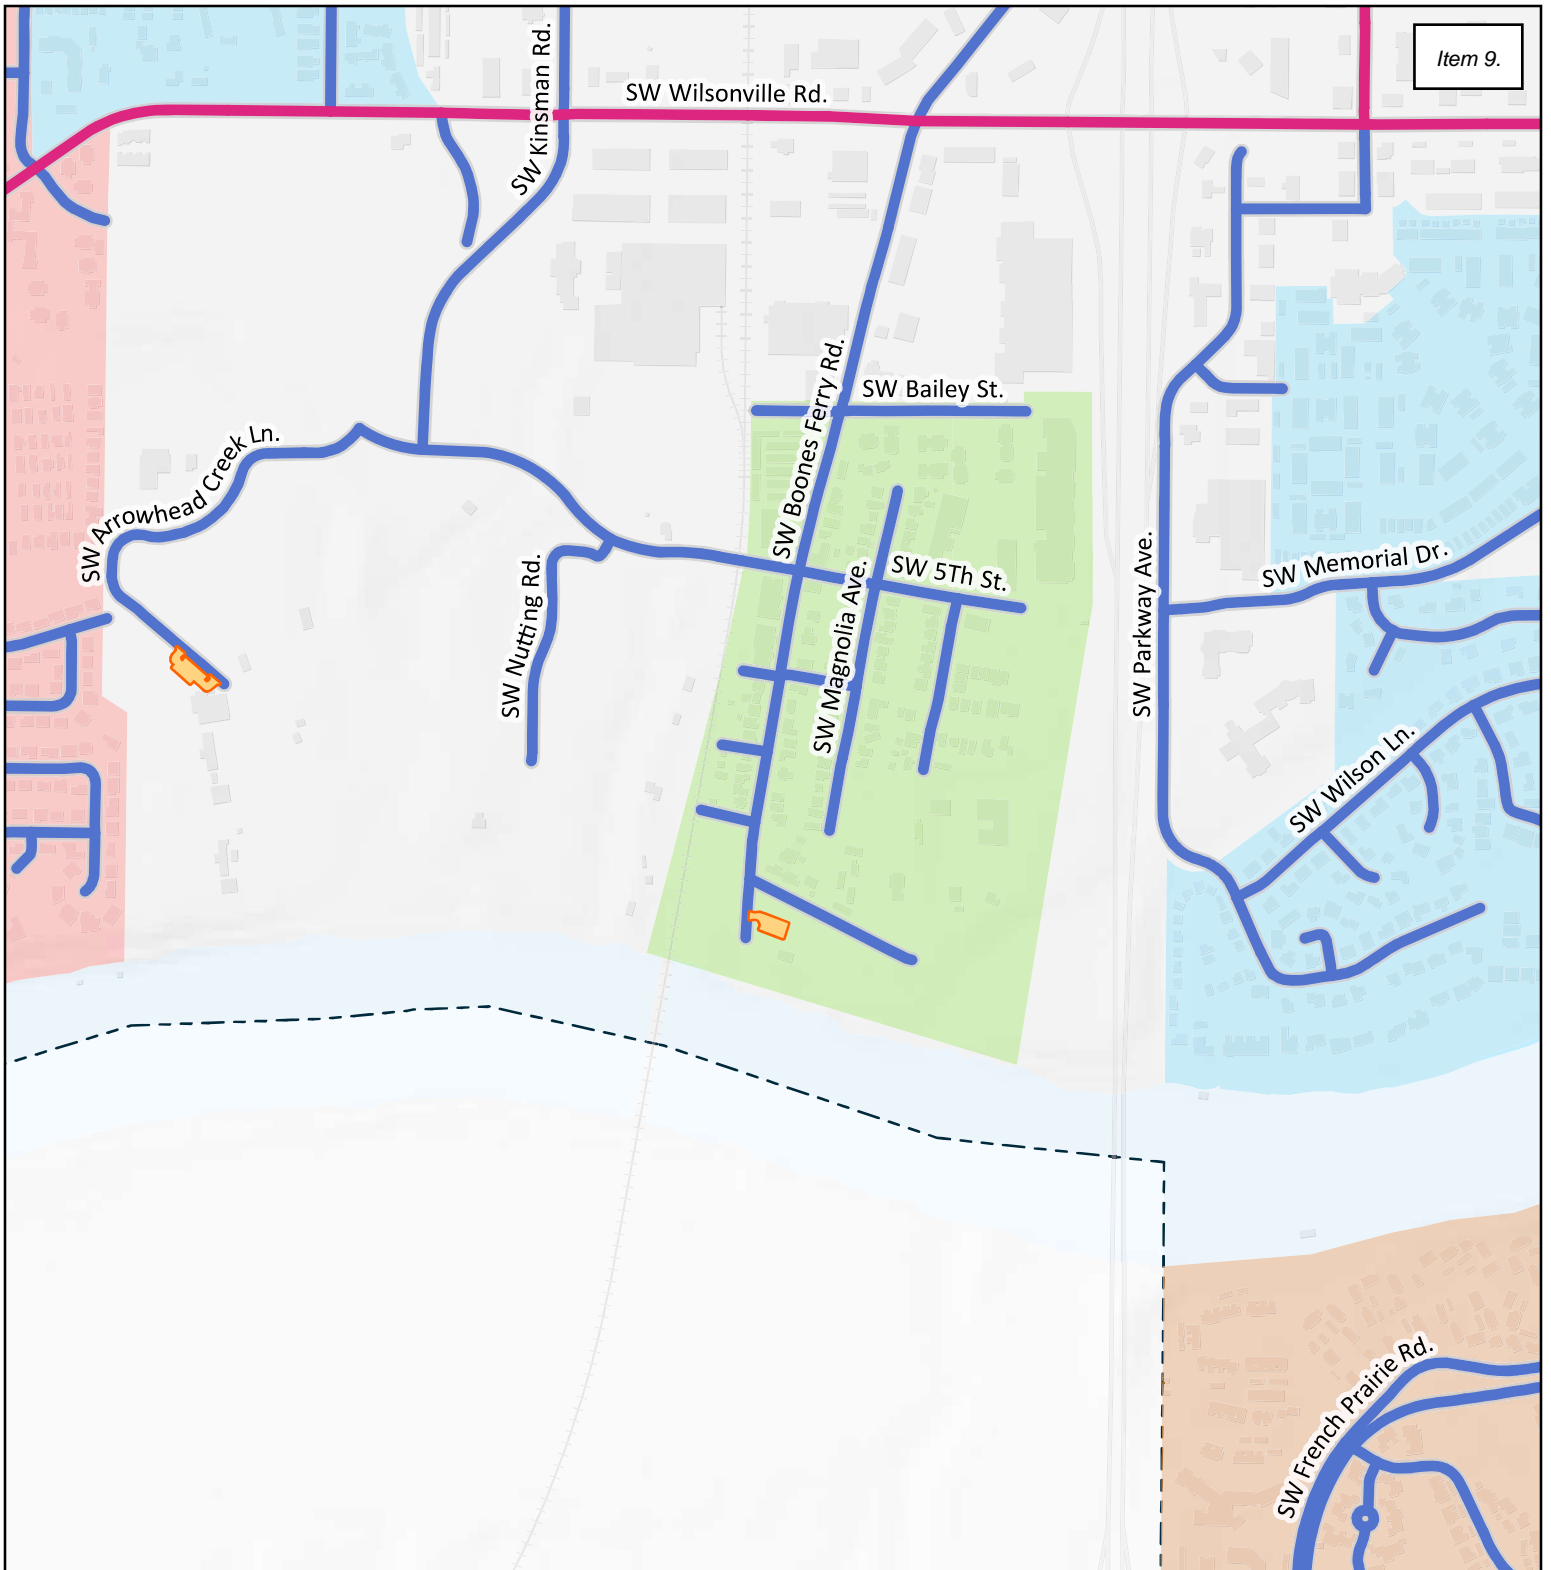 Item 9.
SW Kinsman Rd.
SW Wilsonville Rd.
SW Boones Ferry Rd.
SW Bailey St.
SW Arrowhead Creek Ln.
SW Nutting Rd.
SW Magnolia Ave.
SW 5Th St.
SW Parkway Ave.
SW Memorial Dr.
SW Wilson Ln.
SW French Prairie Rd.